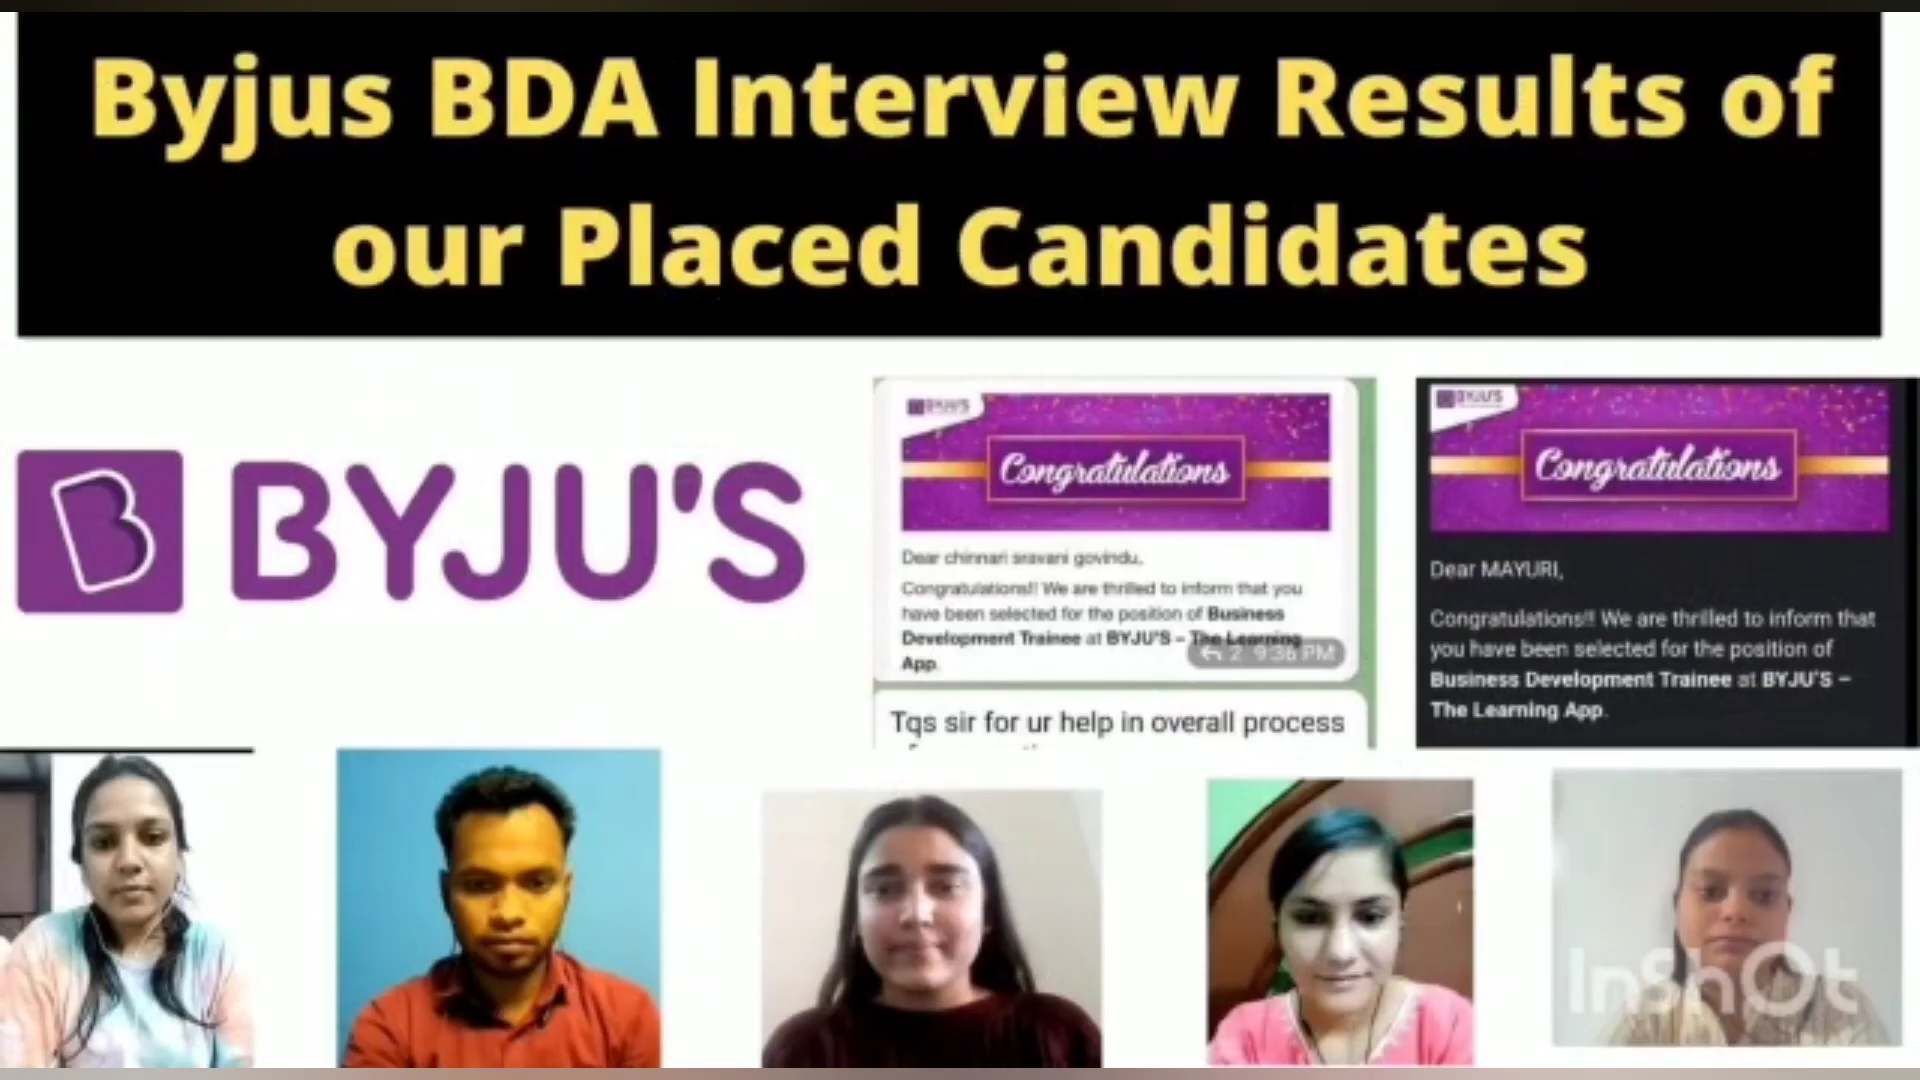 Byjus BDA Interview Results of
our Placed Candidates
BYJU'S
BYJU'S
Congratulations
Dear chinnari sravani govindu,
Congratulations!! We are thrilled to inform that you
have been selected for the position of Business
Development Trainee at BYJU'S – The Learning
App.
2 9:36 PM
Tqs sir for ur help in overall process
BYJU'S
Congratulations
Dear MAYURI,
Congratulations!! We are thrilled to inform that
you have been selected for the position of
Business Development Trainee at BYJU'S –
The Learning App.
InShOt